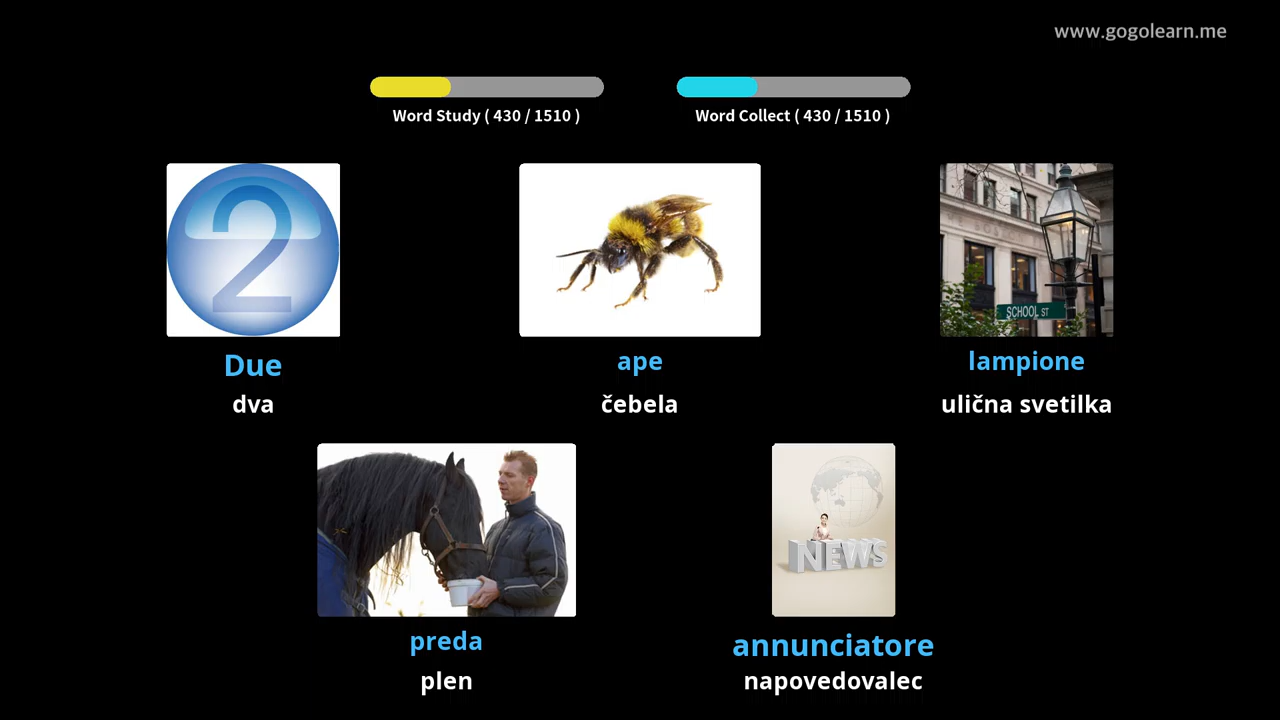 www.gogolearn.me
Word Study ( 430 / 1510 )
Word Collect ( 430 / 1510 )
2
SCHOOL ST
Due
ape
lampione
dva
čebela
ulična svetilka
NEWS
preda
annunciatore
plen
napovedovalec